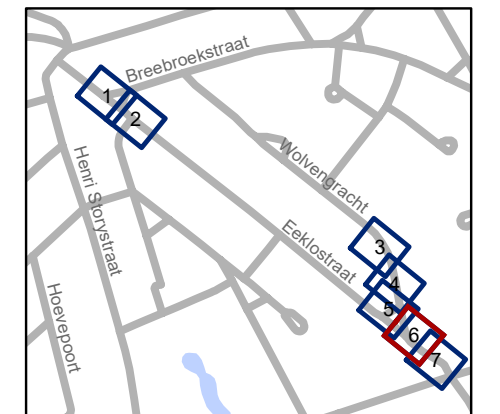 Breebroekstraat
1
2
Wolvengracht
Henri Storystraat
Eeklostraat
3
4
5
Hoevepoort
6
7